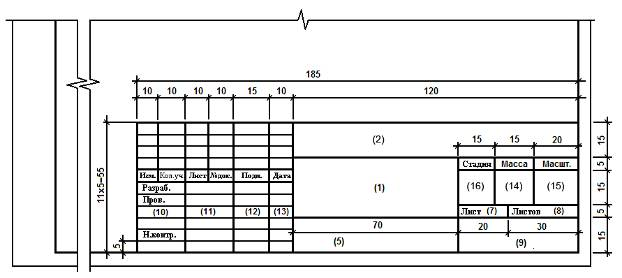 185
10 10 10 10 15 10 120
(2)
15 15 20 15
Изм. Кол.уч. Лист №док. Подп. Дата
Стадия Масса Масшт. 5
11х5=55
Разраб.
(1)
(16) (14) (15) 15
Пров.
(10) (11) (12) (13)
Лист (7) Листов (8) 5
70 20 30
Н.контр.
5 (5) (9) 15